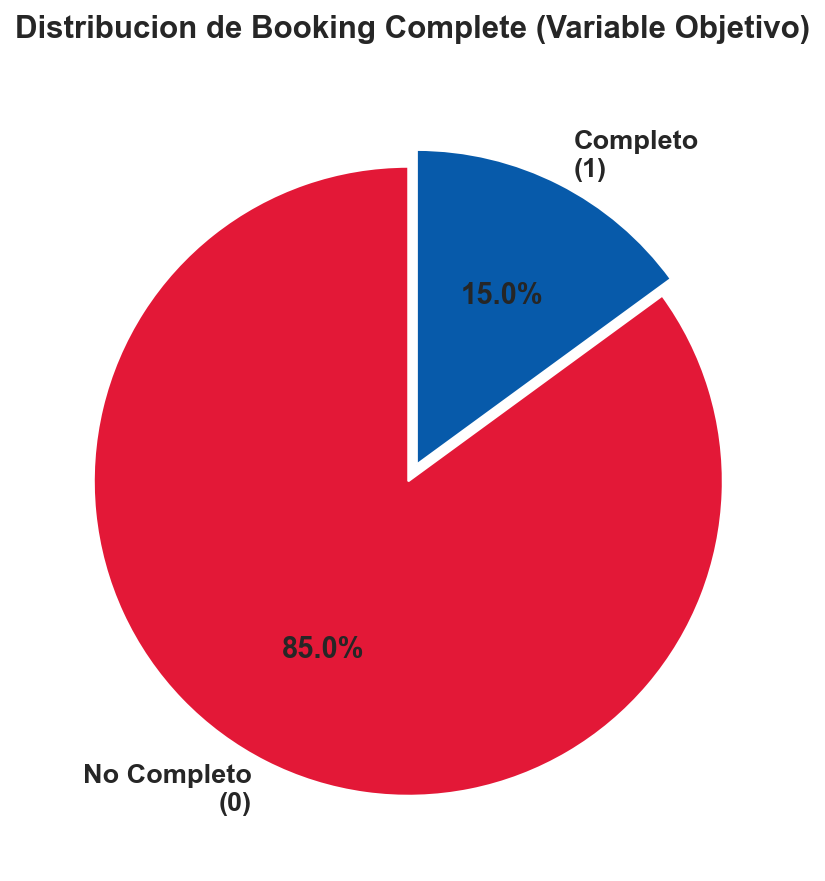 Distribucion de Booking Complete (Variable Objetivo)
Completo
(1)
15.0%
85.0%
No Completo
(0)